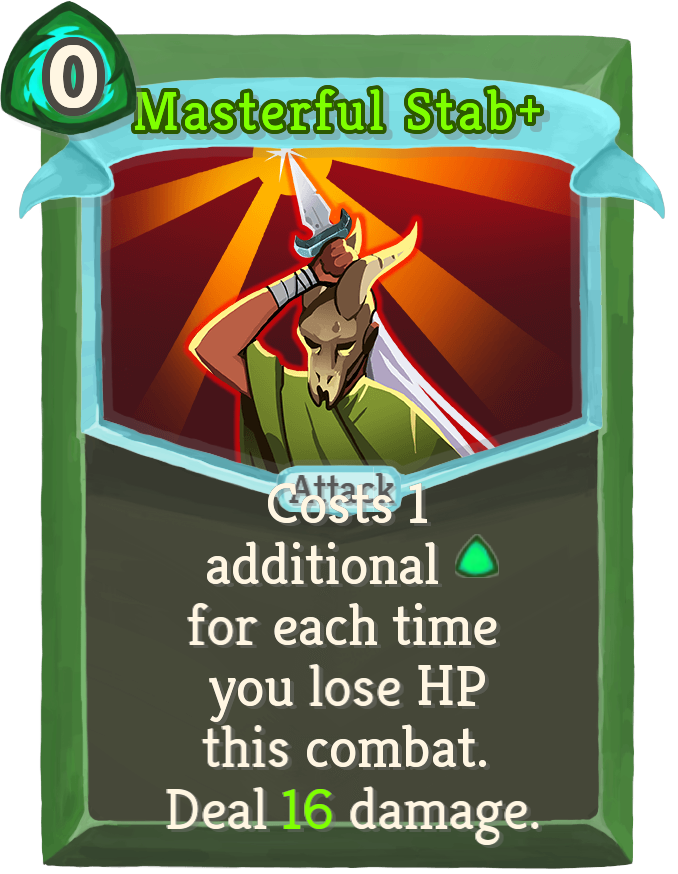 0
Masterful Stab+
Attack
Costs 1
additional
for each time
you lose HP
this combat.
Deal 16 damage.